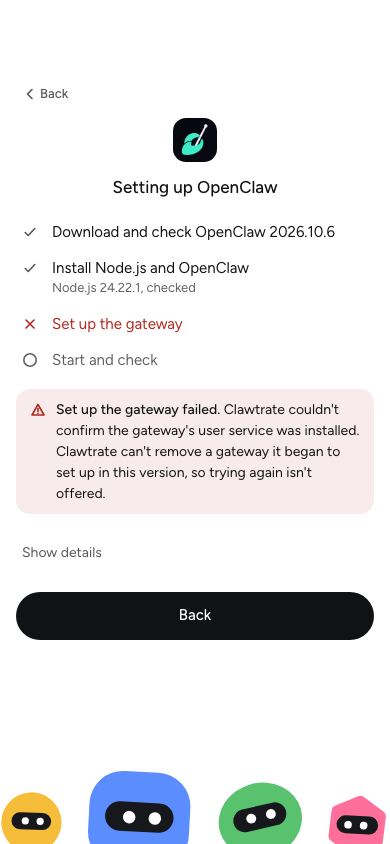 Back
Setting up OpenClaw
Download and check OpenClaw 2026.10.6
Install Node.js and OpenClaw
Node.js 24.22.1, checked
Set up the gateway
Start and check
Set up the gateway failed. Clawtrate couldn't
confirm the gateway's user service was installed.
Clawtrate can't remove a gateway it began to
set up in this version, so trying again isn't
offered.
Show details
Back